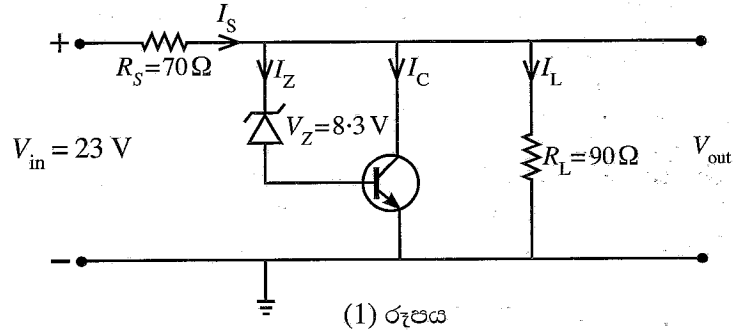 I_S
+
R_S=70 Ω
I_Z
I_C
I_L
V_Z=8·3 V
V_in = 23 V
R_L=90 Ω
V_out
−
(1) රූපය